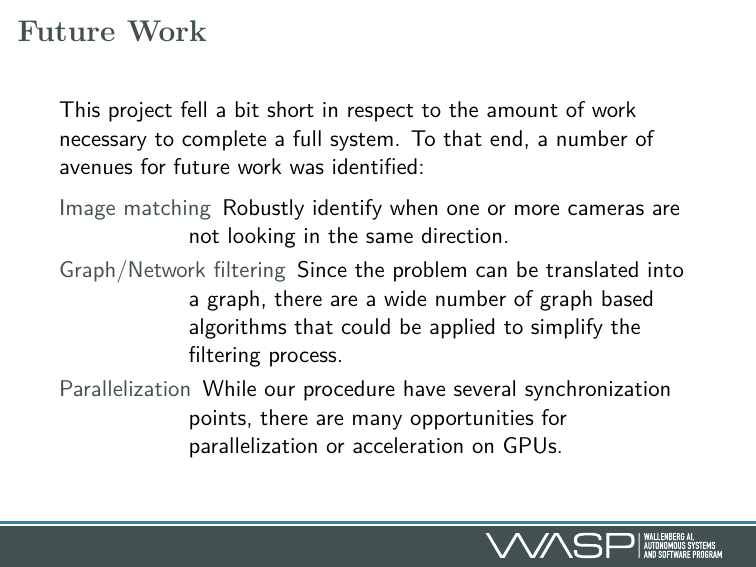 Future Work
This project fell a bit short in respect to the amount of work
necessary to complete a full system. To that end, a number of
avenues for future work was identified:
Image matching Robustly identify when one or more cameras are
not looking in the same direction.
Graph/Network filtering Since the problem can be translated into
a graph, there are a wide number of graph based
algorithms that could be applied to simplify the
filtering process.
Parallelization While our procedure have several synchronization
points, there are many opportunities for
parallelization or acceleration on GPUs.
WASP
WALLENBERG AI,
AUTONOMOUS SYSTEMS
AND SOFTWARE PROGRAM